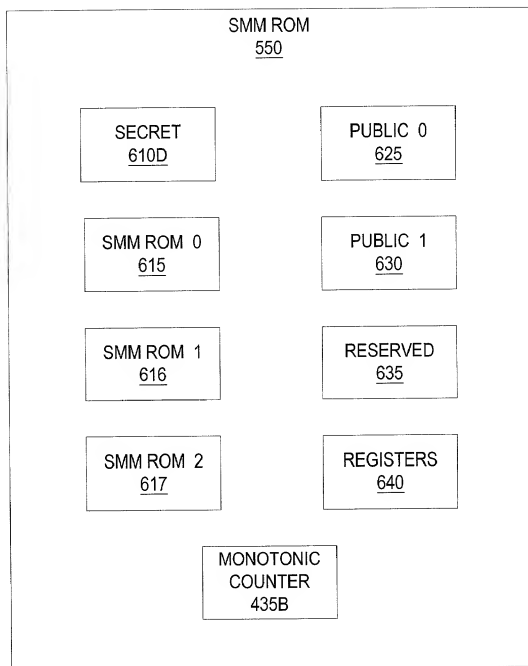 SMM ROM
550
SECRET
610D
PUBLIC 0
625
SMM ROM 0
615
PUBLIC 1
630
SMM ROM 1
616
RESERVED
635
SMM ROM 2
617
REGISTERS
640
MONOTONIC
COUNTER
435B